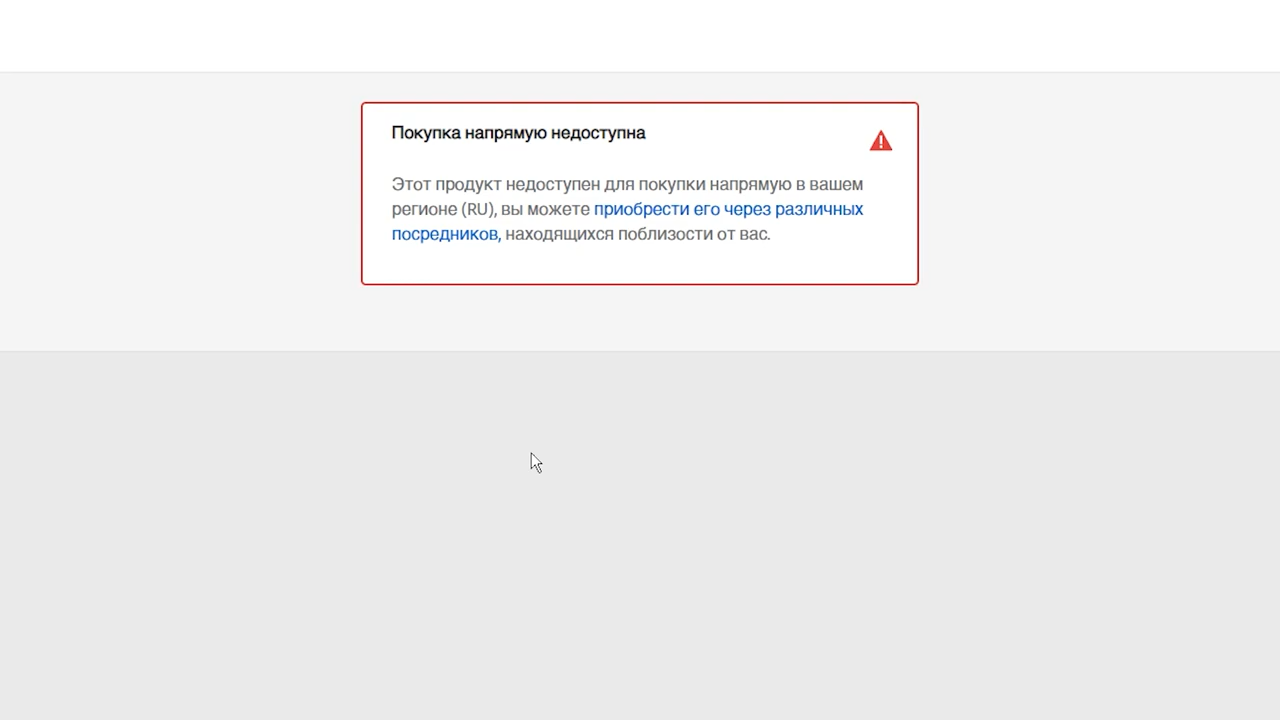 Покупка напрямую недоступна
Этот продукт недоступен для покупки напрямую в вашем
регионе (RU), вы можете приобрести его через различных
посредников, находящихся поблизости от вас.